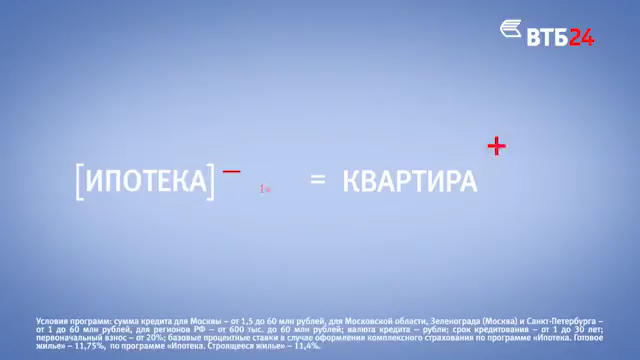 ВТБ24
[ИПОТЕКА]− = КВАРТИРА+
Условия программ: сумма кредита для Москвы – от 1,5 до 60 млн рублей, для Московской области, Зеленограда (Москва) и Санкт-Петербурга –
от 1 до 60 млн рублей, для регионов РФ – от 600 тыс. до 60 млн рублей; валюта кредита – рубли; срок кредитования – от 1 до 30 лет;
первоначальный взнос – от 20%; базовые процентные ставки в случае оформления комплексного страхования по программе «Ипотека. Готовое
жилье» – 11,75%, по программе «Ипотека. Строящееся жилье» – 11,4%.